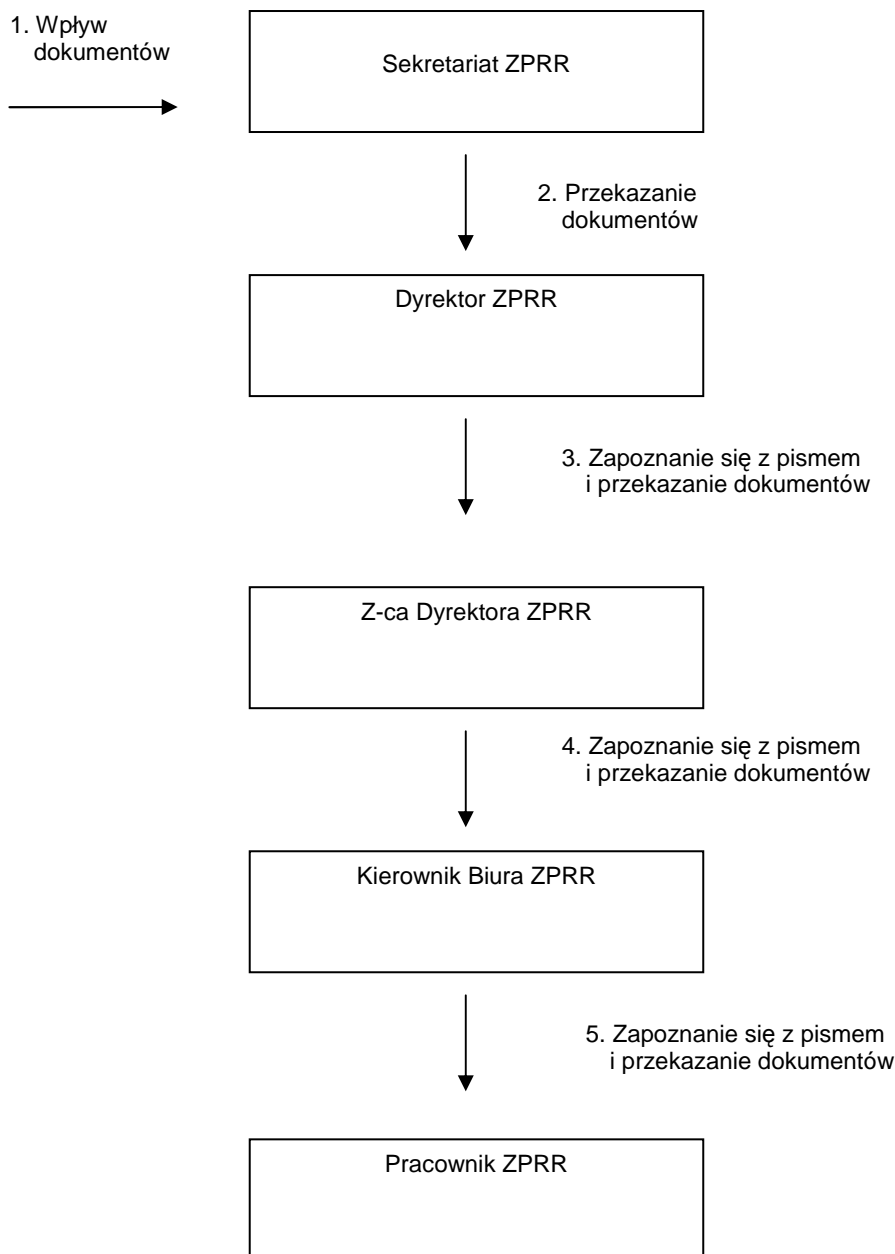 1. Wpływ
dokumentów
Sekretariat ZPRR
2. Przekazanie
dokumentów
Dyrektor ZPRR
3. Zapoznanie się z pismem
i przekazanie dokumentów
Z-ca Dyrektora ZPRR
4. Zapoznanie się z pismem
i przekazanie dokumentów
Kierownik Biura ZPRR
5. Zapoznanie się z pismem
i przekazanie dokumentów
Pracownik ZPRR